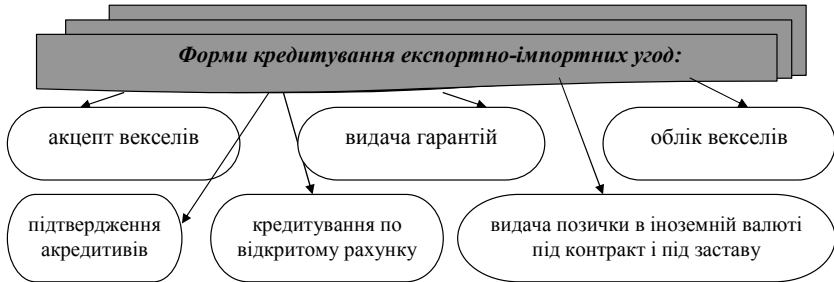 Форми кредитування експортно-імпортних угод:
акцепт векселів
видача гарантій
облік векселів
підтвердження
акредитивів
кредитування по
відкритому рахунку
видача позички в іноземній валюті
під контракт і під заставу